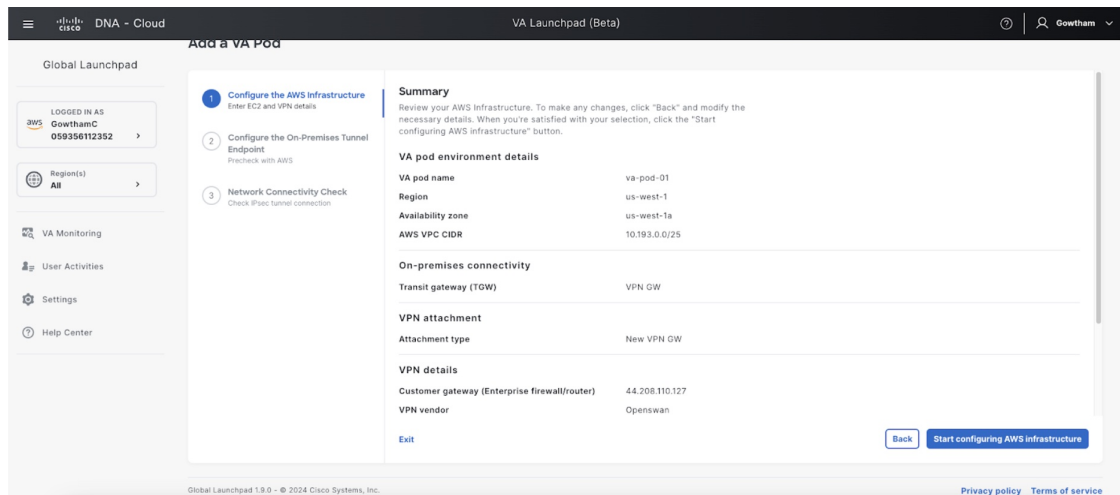 cisco DNA - Cloud
VA Launchpad (Beta)
Gowtham
Add a VA Pod
Global Launchpad
LOGGED IN AS
aws GowthamC
059356112352
Region(s)
All
VA Monitoring
User Activities
Settings
Help Center
1 Configure the AWS Infrastructure
Enter EC2 and VPN details
2 Configure the On-Premises Tunnel
Endpoint
Precheck with AWS
3 Network Connectivity Check
Check IPsec tunnel connection
Summary
Review your AWS Infrastructure. To make any changes, click "Back" and modify the
necessary details. When you're satisfied with your selection, click the "Start
configuring AWS infrastructure" button.
VA pod environment details
VA pod name va-pod-01
Region us-west-1
Availability zone us-west-1a
AWS VPC CIDR 10.193.0.0/25
On-premises connectivity
Transit gateway (TGW) VPN GW
VPN attachment
Attachment type New VPN GW
VPN details
Customer gateway (Enterprise firewall/router) 44.208.110.127
VPN vendor Openswan
Exit
Back
Start configuring AWS infrastructure
Global Launchpad 1.9.0 - © 2024 Cisco Systems, Inc.
Privacy policy Terms of service